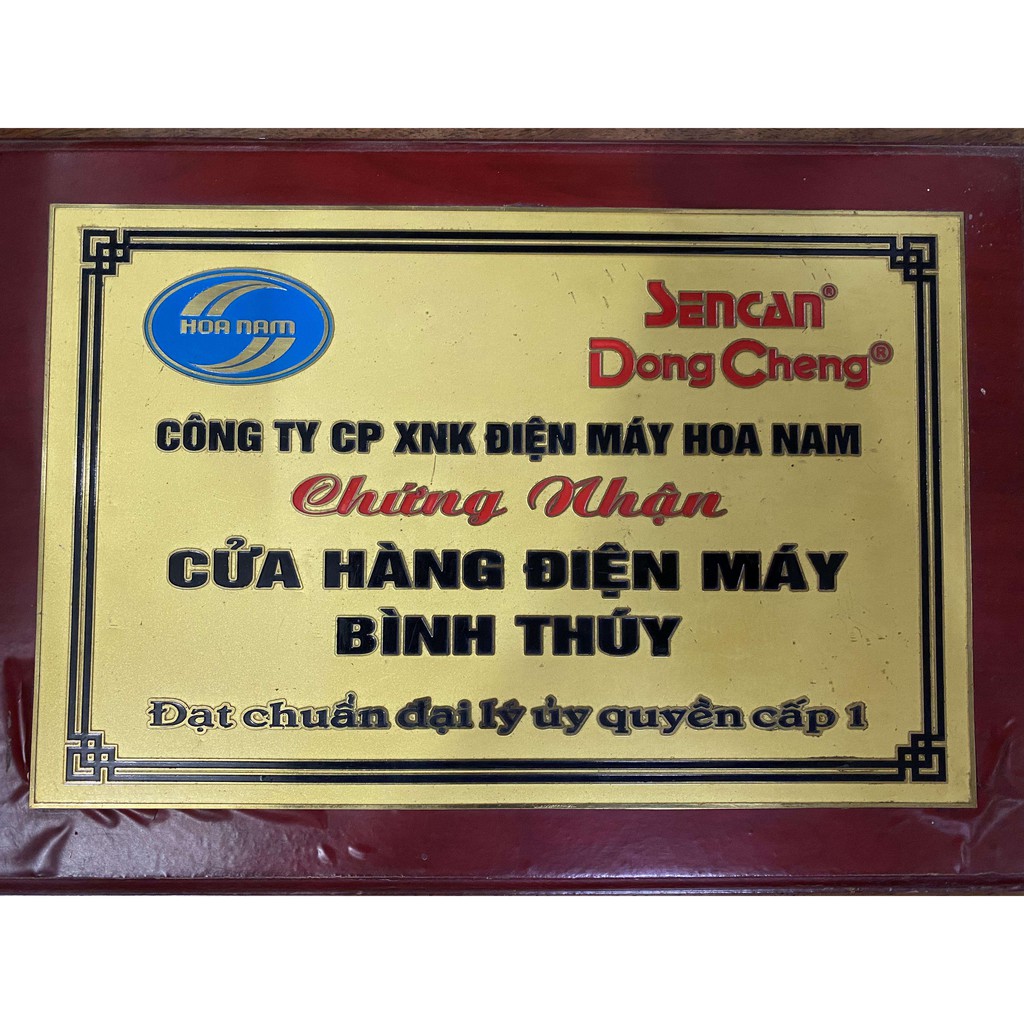 HOA NAM
SENCAN®
DONG CHENG®
CÔNG TY CP XNK ĐIỆN MÁY HOA NAM
Chứng Nhận
CỬA HÀNG ĐIỆN MÁY
BÌNH THÚY
Đạt chuẩn đại lý ủy quyền cấp 1